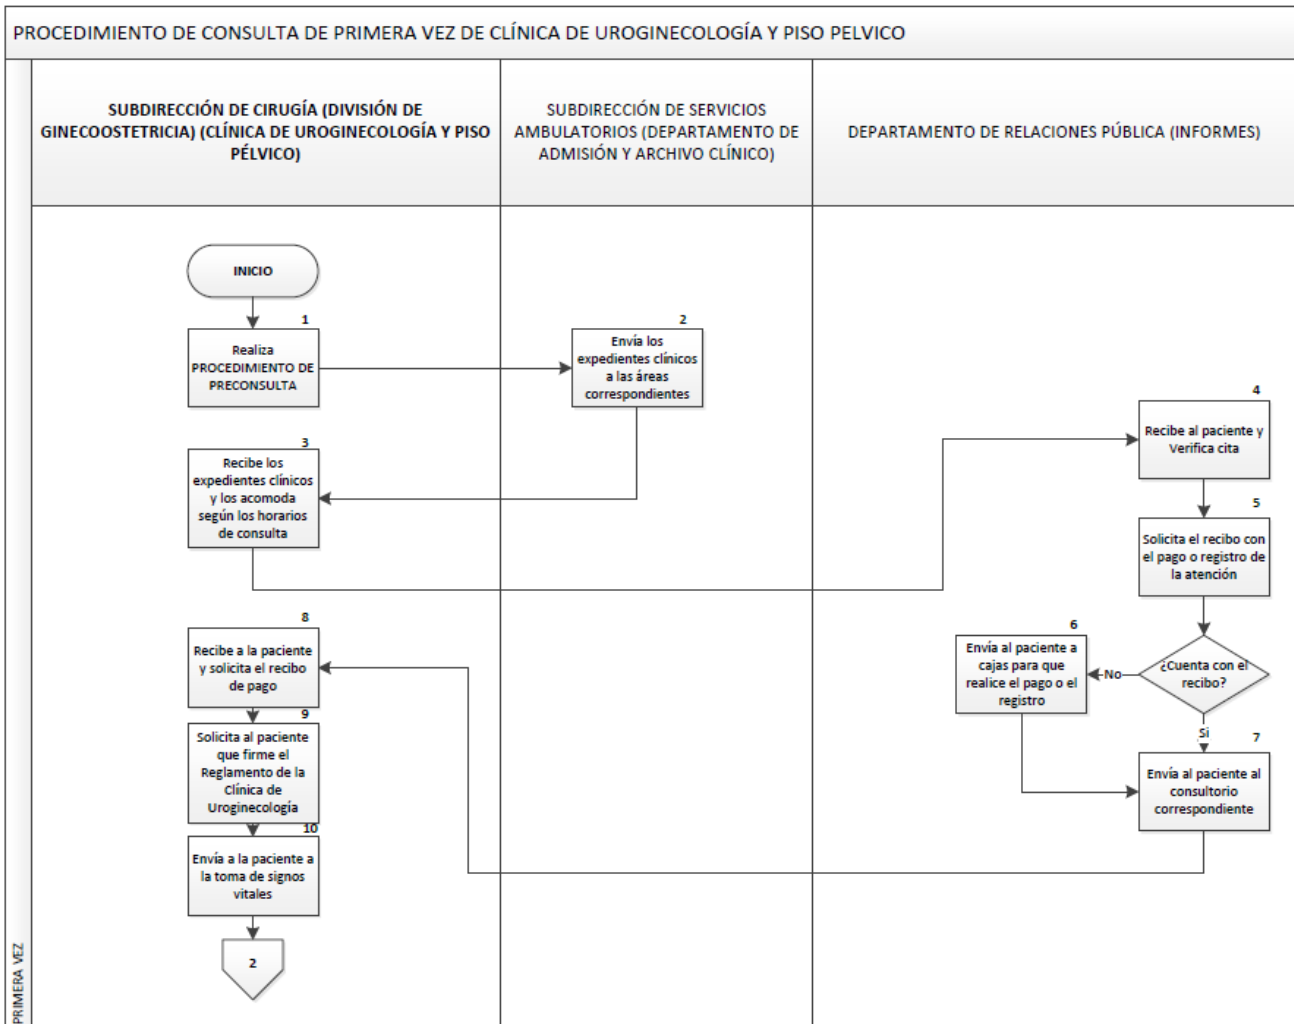 PROCEDIMIENTO DE CONSULTA DE PRIMERA VEZ DE CLÍNICA DE UROGINECOLOGÍA Y PISO PELVICO
SUBDIRECCIÓN DE CIRUGÍA (DIVISIÓN DE
GINECOOSTETRICIA) (CLÍNICA DE UROGINECOLOGÍA Y PISO
PÉLVICO)
SUBDIRECCIÓN DE SERVICIOS
AMBULATORIOS (DEPARTAMENTO DE
ADMISIÓN Y ARCHIVO CLÍNICO)
DEPARTAMENTO DE RELACIONES PÚBLICA (INFORMES)
INICIO
1
Realiza
PROCEDIMIENTO DE
PRECONSULTA
2
Envía los
expedientes clínicos
a las áreas
correspondientes
3
Recibe los
expedientes clínicos
y los acomoda
según los horarios
de consulta
4
Recibe al paciente y
Verifica cita
5
Solicita el recibo con
el pago o registro de
la atención
¿Cuenta con el
recibo?
No
Si
6
Envía al paciente a
cajas para que
realice el pago o el
registro
7
Envía al paciente al
consultorio
correspondiente
8
Recibe a la paciente
y solicita el recibo
de pago
9
Solicita al paciente
que firme el
Reglamento de la
Clínica de
Uroginecología
10
Envía a la paciente a
la toma de signos
vitales
2
PRIMERA VEZ